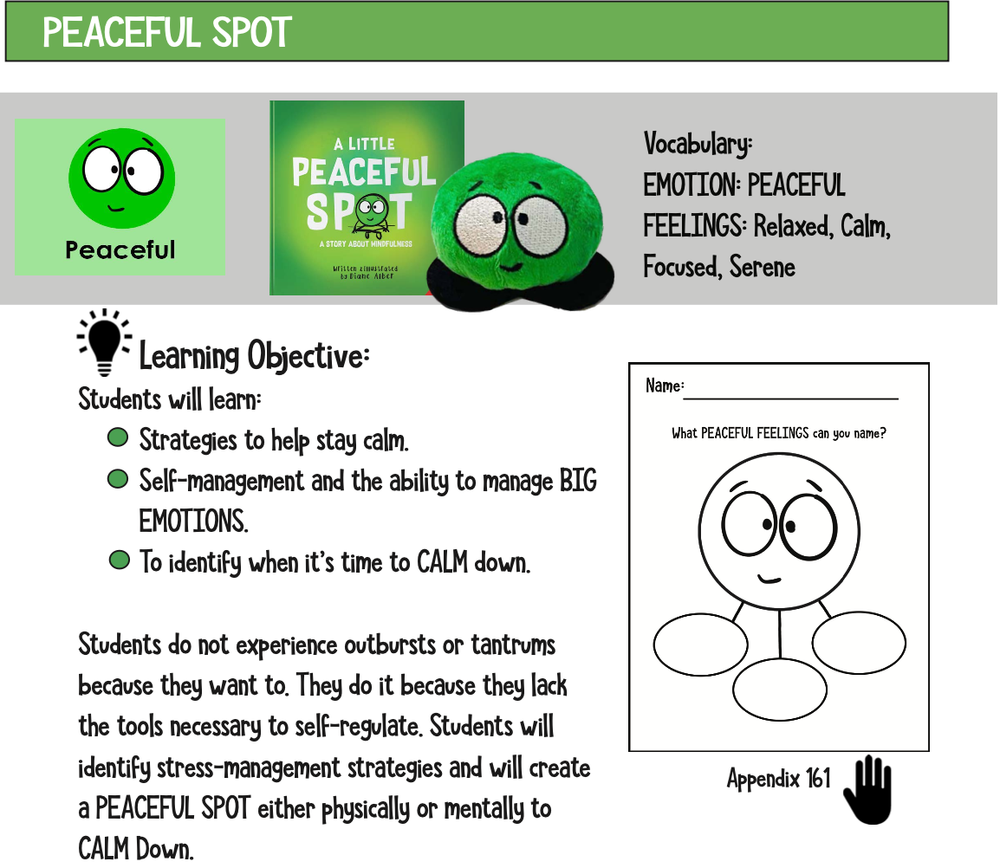 PEACEFUL SPOT
Peaceful
A LITTLE
PEACEFUL
SPOT
A STORY ABOUT MINDFULNESS
Written & Illustrated
by Diane Alber
Vocabulary:
EMOTION: PEACEFUL
FEELINGS: Relaxed, Calm,
Focused, Serene
Learning Objective:
Students will learn:
Strategies to help stay calm.
Self-management and the ability to manage BIG
EMOTIONS.
To identify when it's time to CALM down.
Students do not experience outbursts or tantrums
because they want to. They do it because they lack
the tools necessary to self-regulate. Students will
identify stress-management strategies and will create
a PEACEFUL SPOT either physically or mentally to
CALM Down.
Name:
What PEACEFUL FEELINGS can you name?
Appendix 161